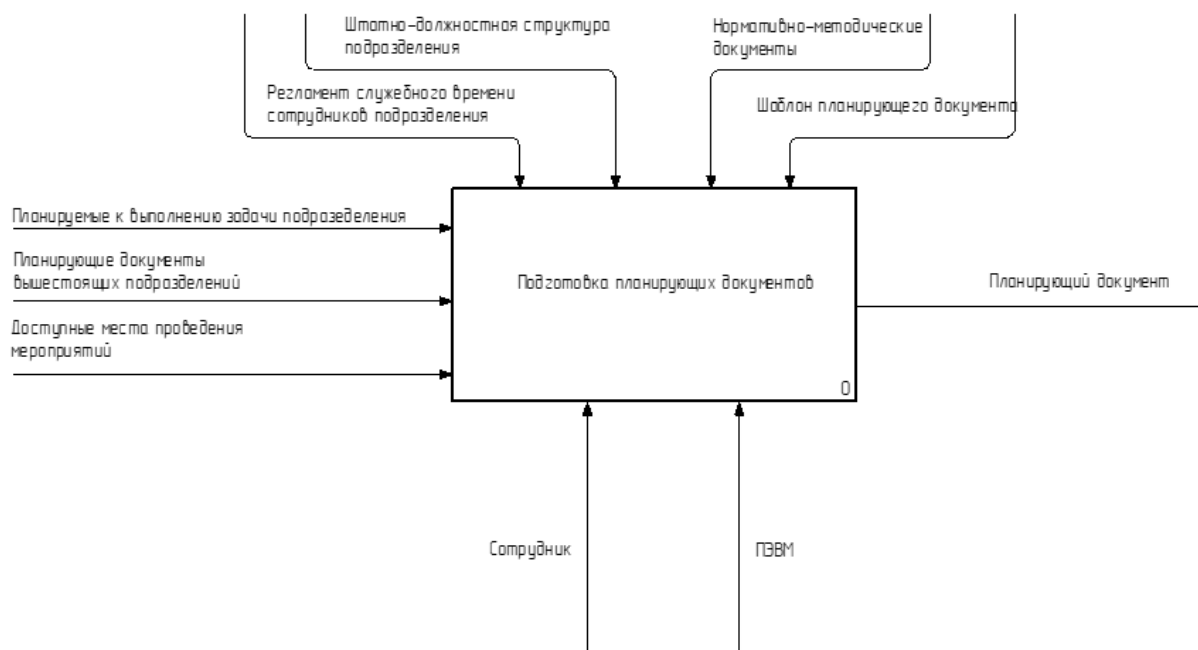 Штатно-должностная структура
подразделения
Нормативно-методические
документы
Регламент служебного времени
сотрудников подразделения
Шаблон планирующего документа
Планируемые к выполнению задачи подразеделения
Планирующие документы
вышестоящих подразделений
Доступные места проведения
мероприятий
Подготовка планирующих документов
0
Планирующий документ
Сотрудник
ПЭВМ